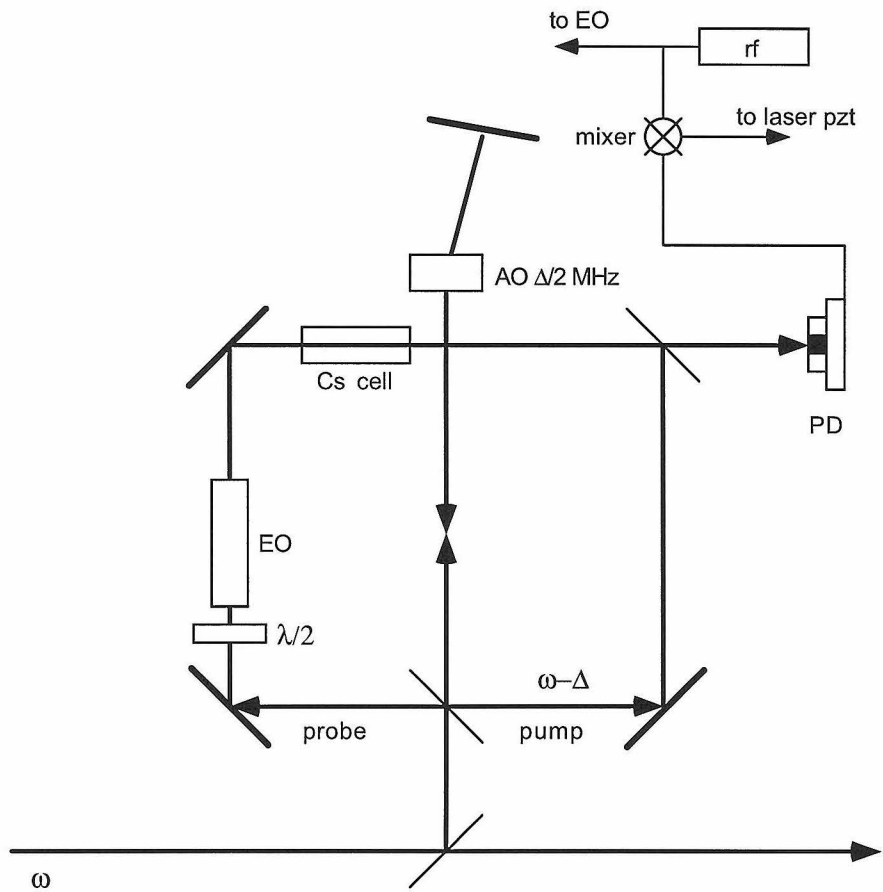 to EO
rf
mixer
to laser pzt
AO Δ/2 MHz
Cs cell
PD
EO
λ/2
ω–Δ
probe
pump
ω